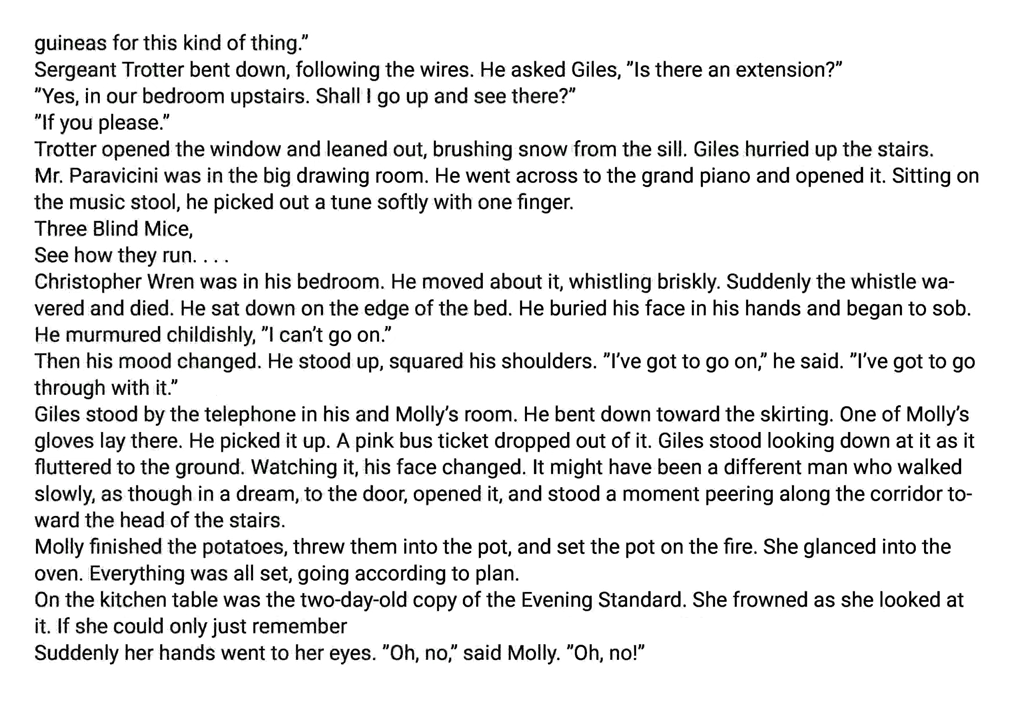 guineas for this kind of thing.”
Sergeant Trotter bent down, following the wires. He asked Giles, ”Is there an extension?”
”Yes, in our bedroom upstairs. Shall I go up and see there?”
”If you please.”
Trotter opened the window and leaned out, brushing snow from the sill. Giles hurried up the stairs.
Mr. Paravicini was in the big drawing room. He went across to the grand piano and opened it. Sitting on
the music stool, he picked out a tune softly with one finger.
Three Blind Mice,
See how they run. . . .
Christopher Wren was in his bedroom. He moved about it, whistling briskly. Suddenly the whistle wa-
vered and died. He sat down on the edge of the bed. He buried his face in his hands and began to sob.
He murmured childishly, ”I can’t go on.”
Then his mood changed. He stood up, squared his shoulders. ”I’ve got to go on,” he said. ”I’ve got to go
through with it.”
Giles stood by the telephone in his and Molly’s room. He bent down toward the skirting. One of Molly’s
gloves lay there. He picked it up. A pink bus ticket dropped out of it. Giles stood looking down at it as it
fluttered to the ground. Watching it, his face changed. It might have been a different man who walked
slowly, as though in a dream, to the door, opened it, and stood a moment peering along the corridor to-
ward the head of the stairs.
Molly finished the potatoes, threw them into the pot, and set the pot on the fire. She glanced into the
oven. Everything was all set, going according to plan.
On the kitchen table was the two-day-old copy of the Evening Standard. She frowned as she looked at
it. If she could only just remember
Suddenly her hands went to her eyes. ”Oh, no,” said Molly. ”Oh, no!”